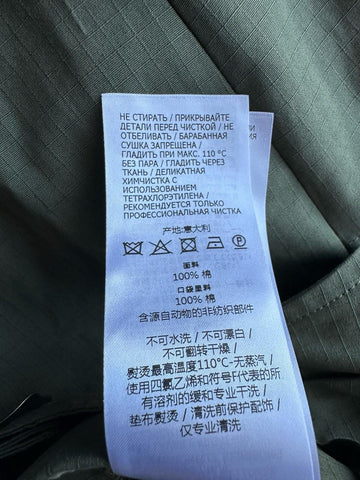 НЕ СТИРАТЬ / ПРИКРЫВАЙТЕ
ДЕТАЛИ ПЕРЕД ЧИСТКОЙ / НЕ
ОТБЕЛИВАТЬ / БАРАБАННАЯ
СУШКА ЗАПРЕЩЕНА /
ГЛАДИТЬ ПРИ МАКС. 110 °C
БЕЗ ПАРА / ГЛАДИТЬ ЧЕРЕЗ
ТКАНЬ / ДЕЛИКАТНАЯ
ХИМЧИСТКА С
ИСПОЛЬЗОВАНИЕМ
ТЕТРАХЛОРЭТИЛЕНА /
РЕКОМЕНДУЕТСЯ ТОЛЬКО
ПРОФЕССИОНАЛЬНАЯ ЧИСТКА
产地:意大利
P
面料
100% 棉
口袋里料
100% 棉
含源自动物的非纺织部件
不可水洗 / 不可漂白 /
不可翻转干燥 /
熨烫最高温度110°C-无蒸汽 /
使用四氯乙烯和符号F代表的所
有溶剂的缓和专业干洗 /
垫布熨烫 / 清洗前保护配饰 /
仅专业清洗